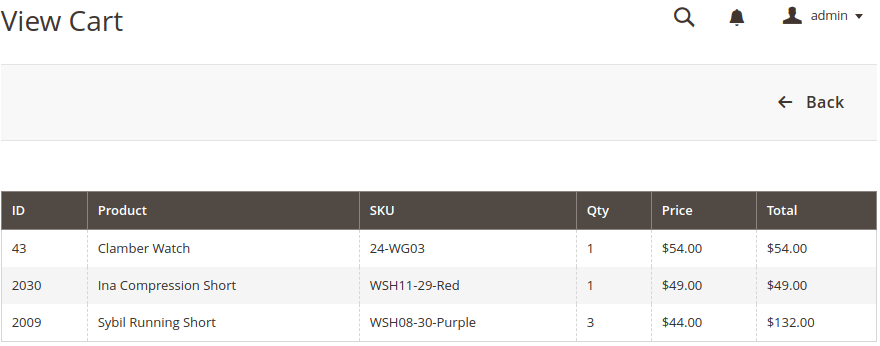 View Cart
admin
Back
ID Product SKU Qty Price Total
43 Clamber Watch 24-WG03 1 $54.00 $54.00
2030 Ina Compression Short WSH11-29-Red 1 $49.00 $49.00
2009 Sybil Running Short WSH08-30-Purple 3 $44.00 $132.00